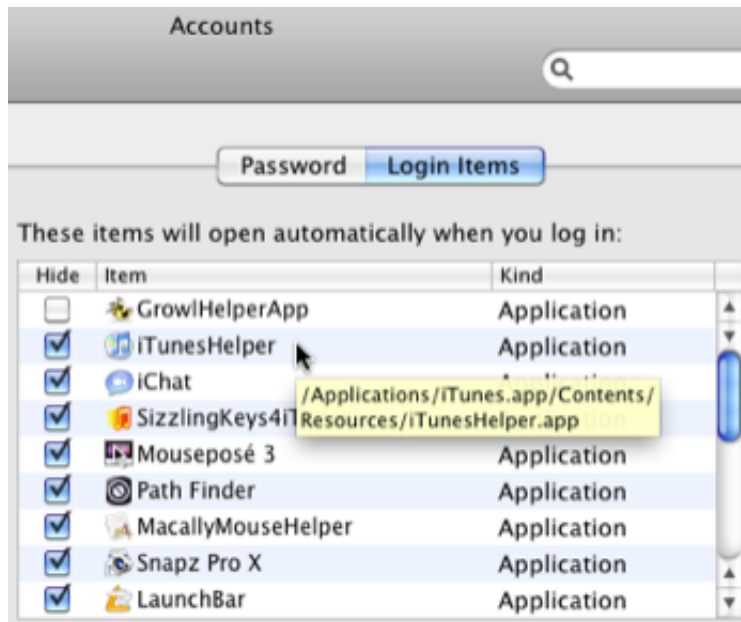 Accounts
Password Login Items
These items will open automatically when you log in:
Hide Item Kind
GrowlHelperApp Application
iTunesHelper Application
iChat Application
/Applications/iTunes.app/Contents/
Resources/iTunesHelper.app
SizzlingKeys4iT
Mouseposé 3 Application
Path Finder Application
MacallyMouseHelper Application
Snapz Pro X Application
LaunchBar Application